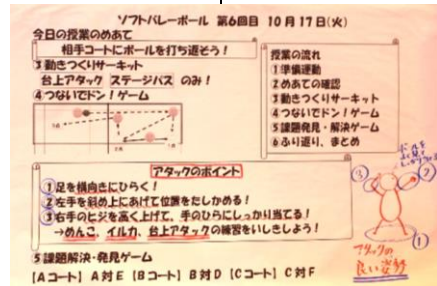 ソフトバレーボール 第6回目 10月17日(火)
今日の授業のめあて
相手コートにボールを打ち返そう！
③動きつくりサーキット
台上アタック ステージパス のみ！
④つないでドン！ゲーム
授業の流れ
①準備運動
②めあての確認
③動きつくりサーキット
④つないでドン！ゲーム
⑤課題発見・解決ゲーム
⑥ふり返り、まとめ
アタックのポイント
①足を横向きにひらく！
②左手を斜め上にあげて位置をたしかめる！
③右手のヒジを高く上げて、手のひらにしっかり当てる！
→めんこ、イルカ、台上アタックの練習をいしきしよう！
③
②
①
アタックの
良い姿勢
⑤課題解決・発見ゲーム
[Aコート] A対E [Bコート] B対D [Cコート] C対F